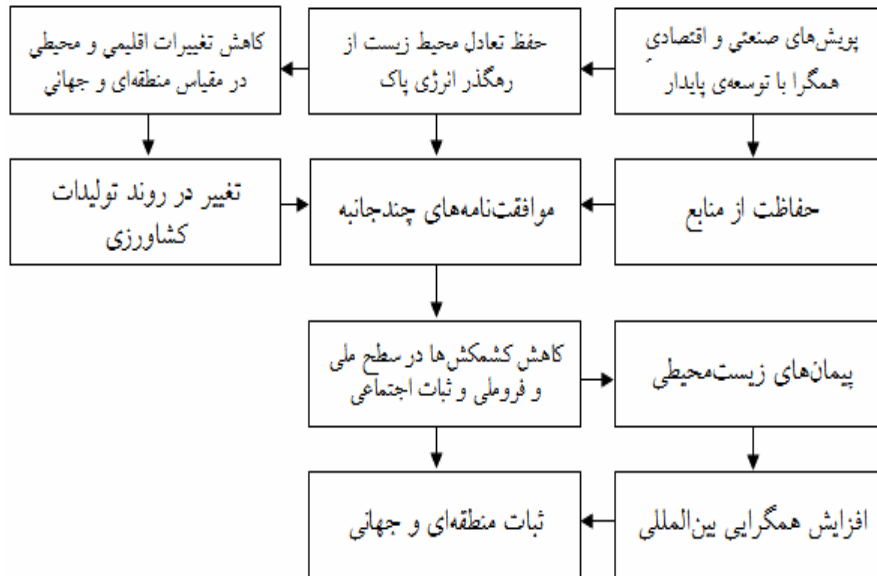 پویش‌های صنعتی و اقتصادي
همگرا با توسعه‌ی پایدار
حفظ تعادل محیط زیست از
رهگذر انرژی پاک
کاهش تغییرات اقلیمی و محیطی
در مقیاس منطقه‌ای و جهانی
حفاظت از منابع
موافقت‌نامه‌های چندجانبه
تغییر در روند تولیدات
کشاورزی
کاهش کشمکش‌ها در سطح ملی
و فروملی و ثبات اجتماعی
پیمان‌های زیست‌محیطی
افزایش همگرایی بین‌المللی
ثبات منطقه‌ای و جهانی